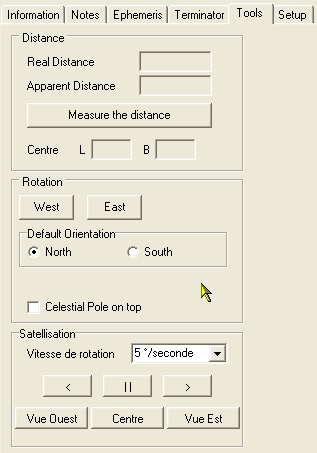 Information Notes Ephemeris Terminator Tools Setup
Distance
Real Distance
Apparent Distance
Measure the distance
Centre L B
Rotation
West East
Default Orientation
North South
Celestial Pole on top
Satellisation
Vitesse de rotation 5 °/seconde
< || >
Vue Ouest Centre Vue Est